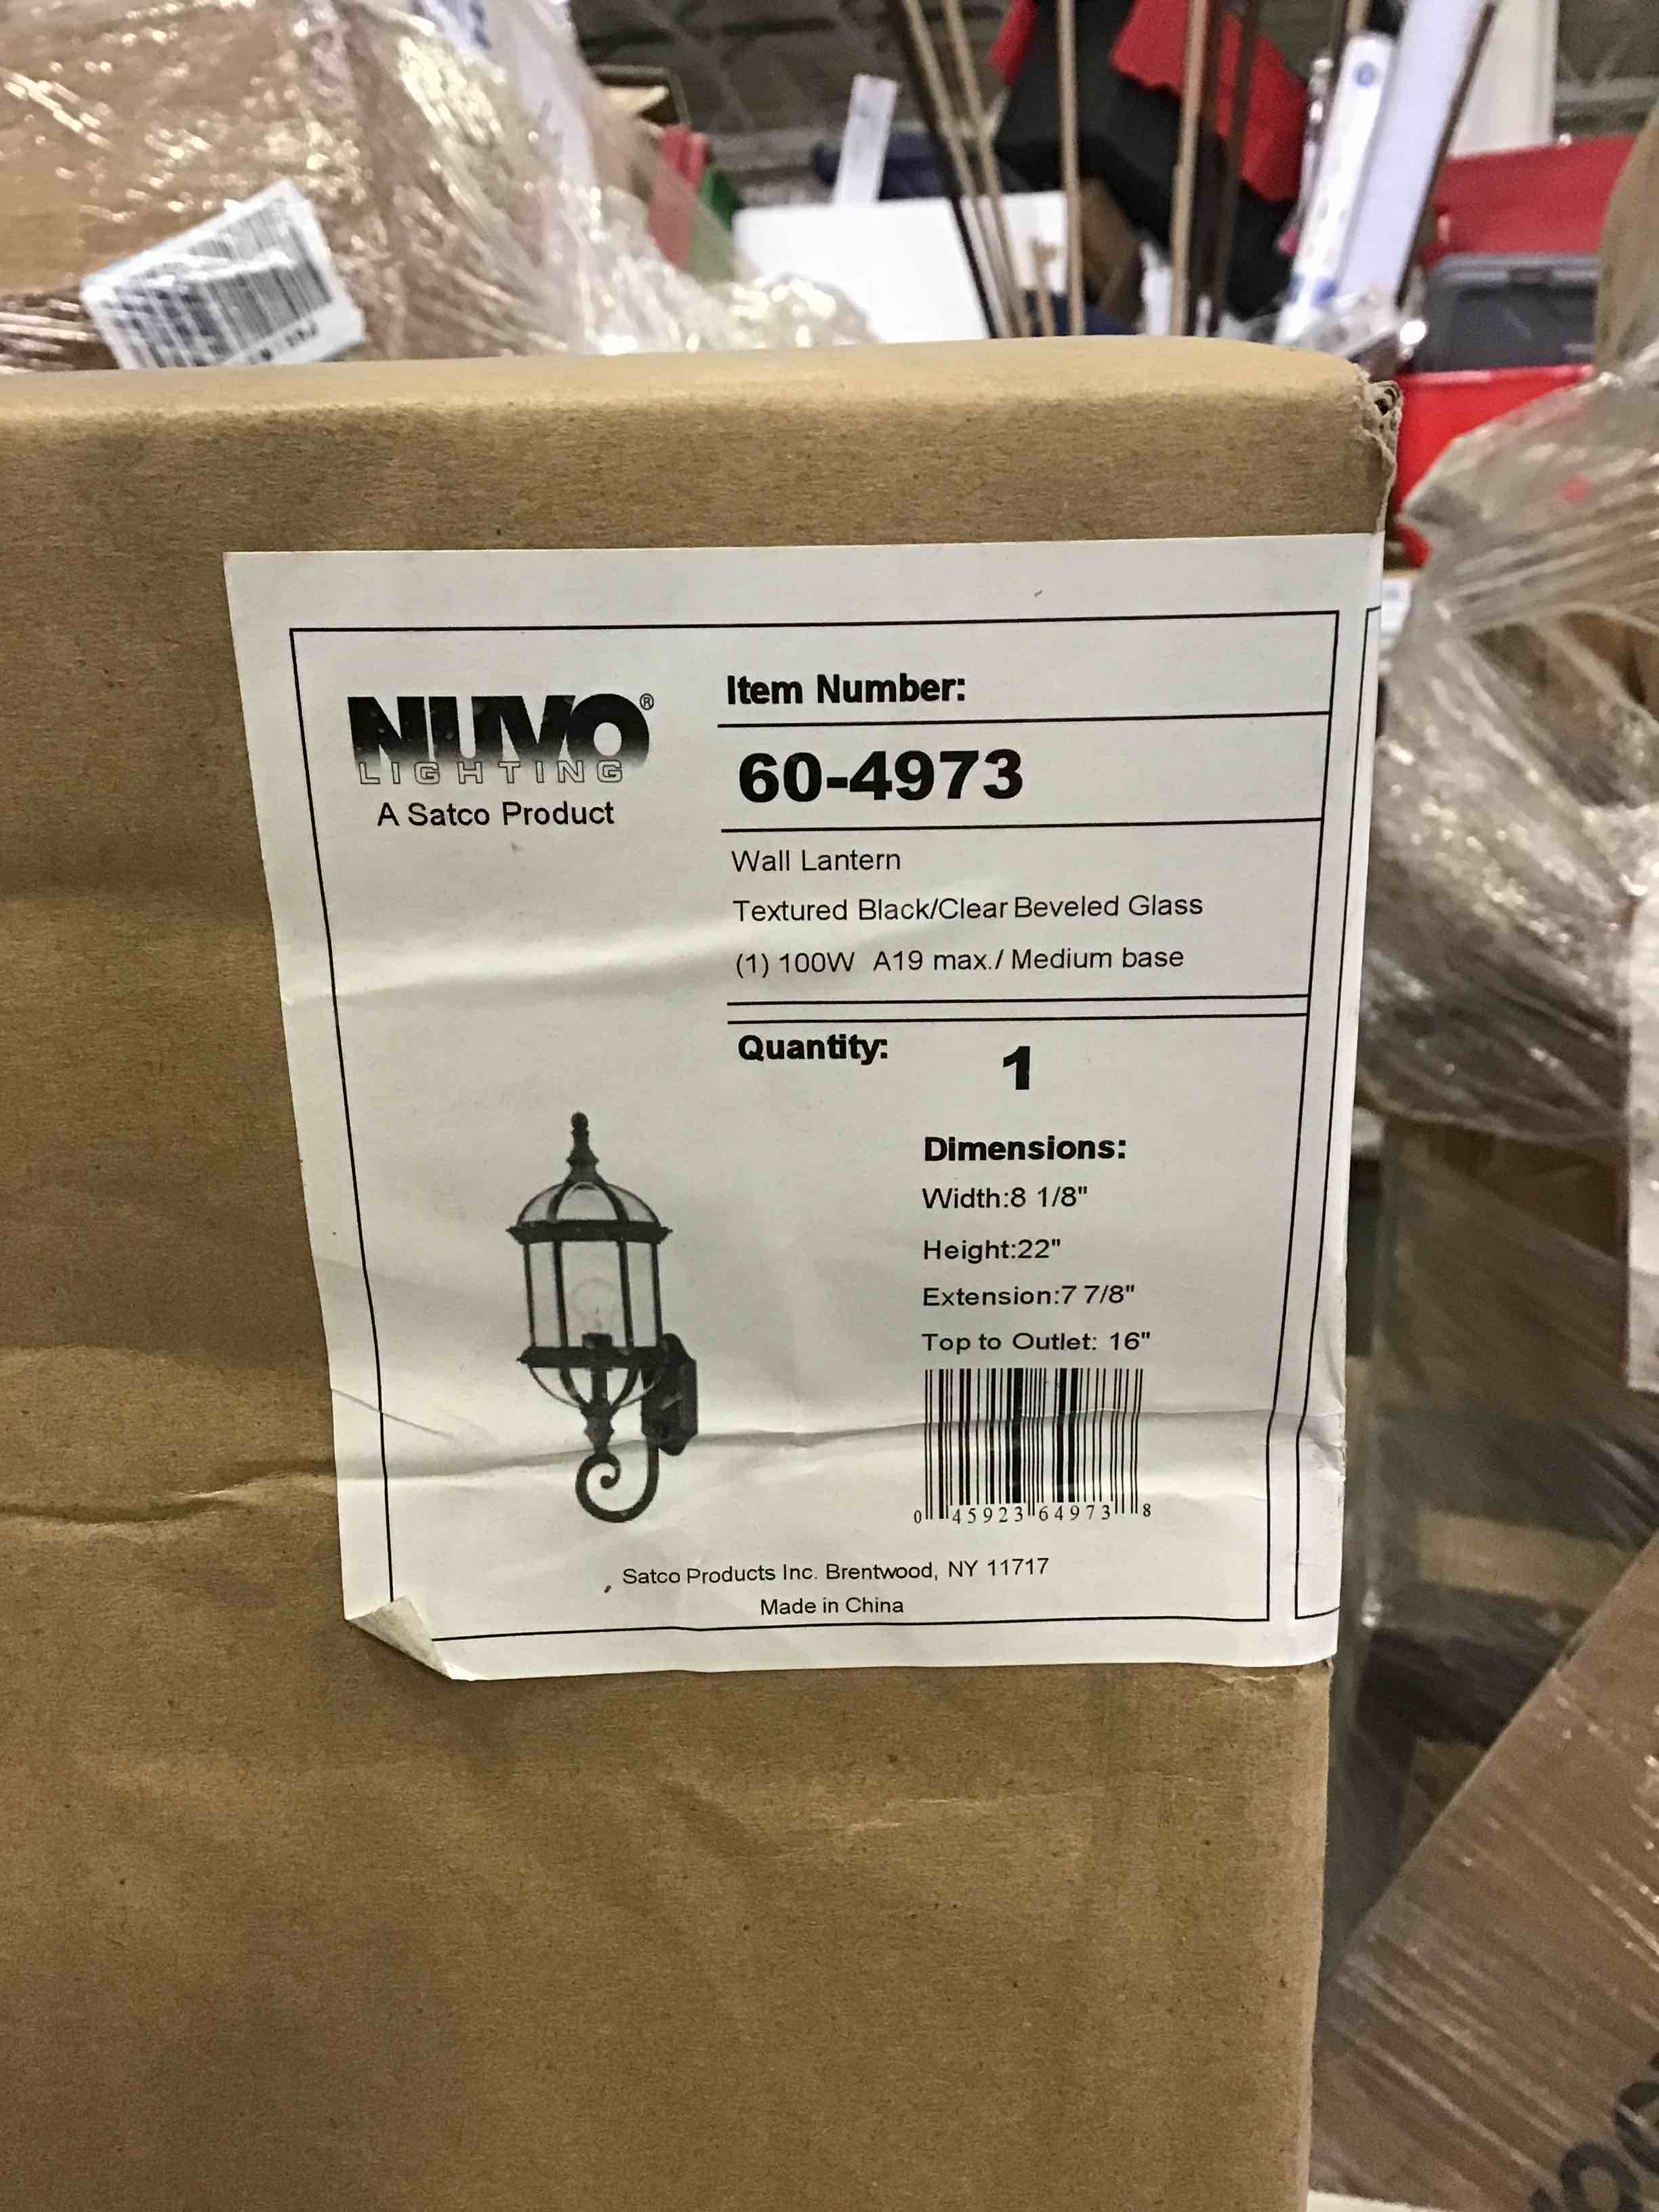 NUVO®
LIGHTING
A Satco Product
Item Number:
60-4973
Wall Lantern
Textured Black/Clear Beveled Glass
(1) 100W A19 max./ Medium base
Quantity: 1
Dimensions:
Width:8 1/8"
Height:22"
Extension:7 7/8"
Top to Outlet: 16"
0 45923 64973 8
Satco Products Inc. Brentwood, NY 11717
Made in China